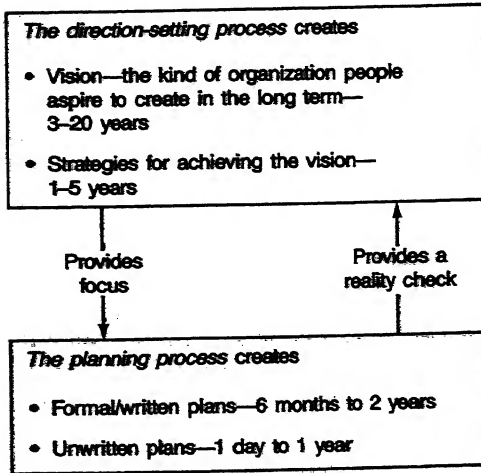 The direction-setting process creates
• Vision—the kind of organization people
aspire to create in the long term—
3–20 years
• Strategies for achieving the vision—
1–5 years
Provides
focus
Provides a
reality check
The planning process creates
• Formal/written plans—6 months to 2 years
• Unwritten plans—1 day to 1 year